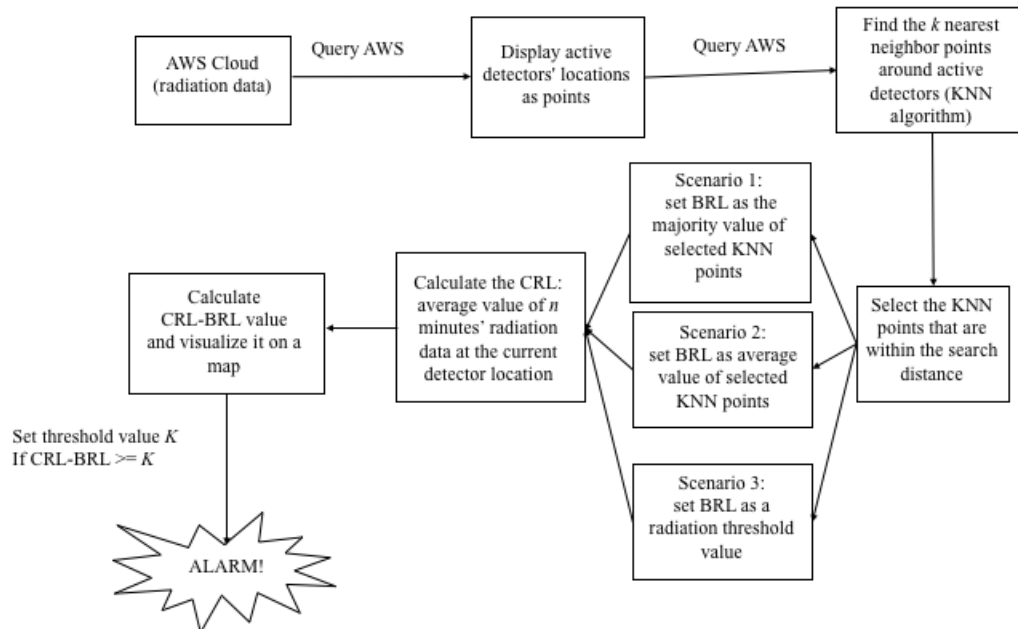 AWS Cloud
(radiation data)
Query AWS
Display active
detectors' locations
as points
Query AWS
Find the k nearest
neighbor points
around active
detectors (KNN
algorithm)
Select the KNN
points that are
within the search
distance
Scenario 1:
set BRL as the
majority value of
selected KNN
points
Scenario 2:
set BRL as average
value of selected
KNN points
Scenario 3:
set BRL as a
radiation threshold
value
Calculate the CRL:
average value of n
minutes' radiation
data at the current
detector location
Calculate
CRL-BRL value
and visualize it on a
map
Set threshold value K
If CRL-BRL >= K
ALARM!